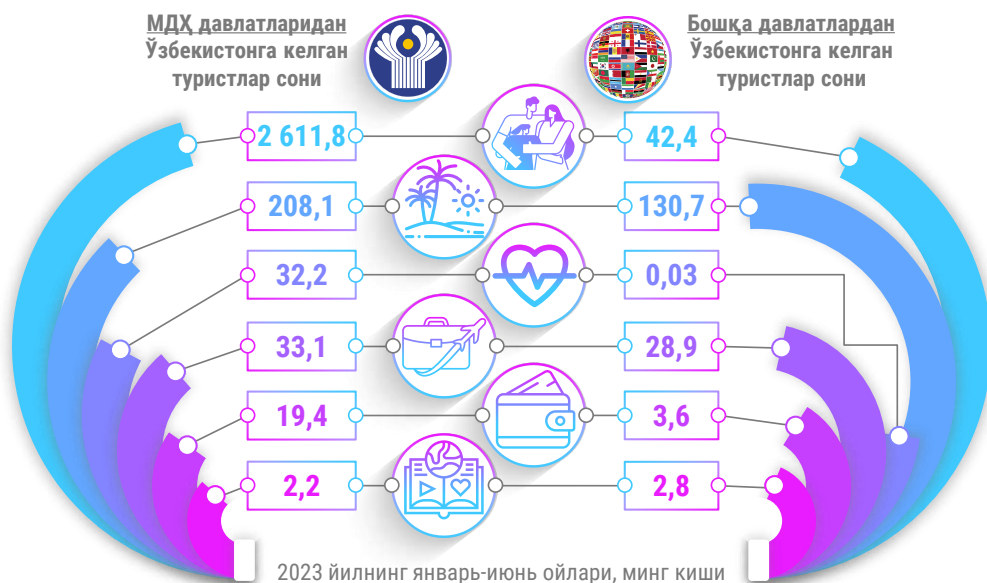 МДҲ давлатларидан
Ўзбекистонга келган
туристлар сони
Бошқа давлатлардан
Ўзбекистонга келган
туристлар сони
2 611,8
42,4
208,1
130,7
32,2
0,03
33,1
28,9
19,4
3,6
2,2
2,8
2023 йилнинг январь-июнь ойлари, минг киши